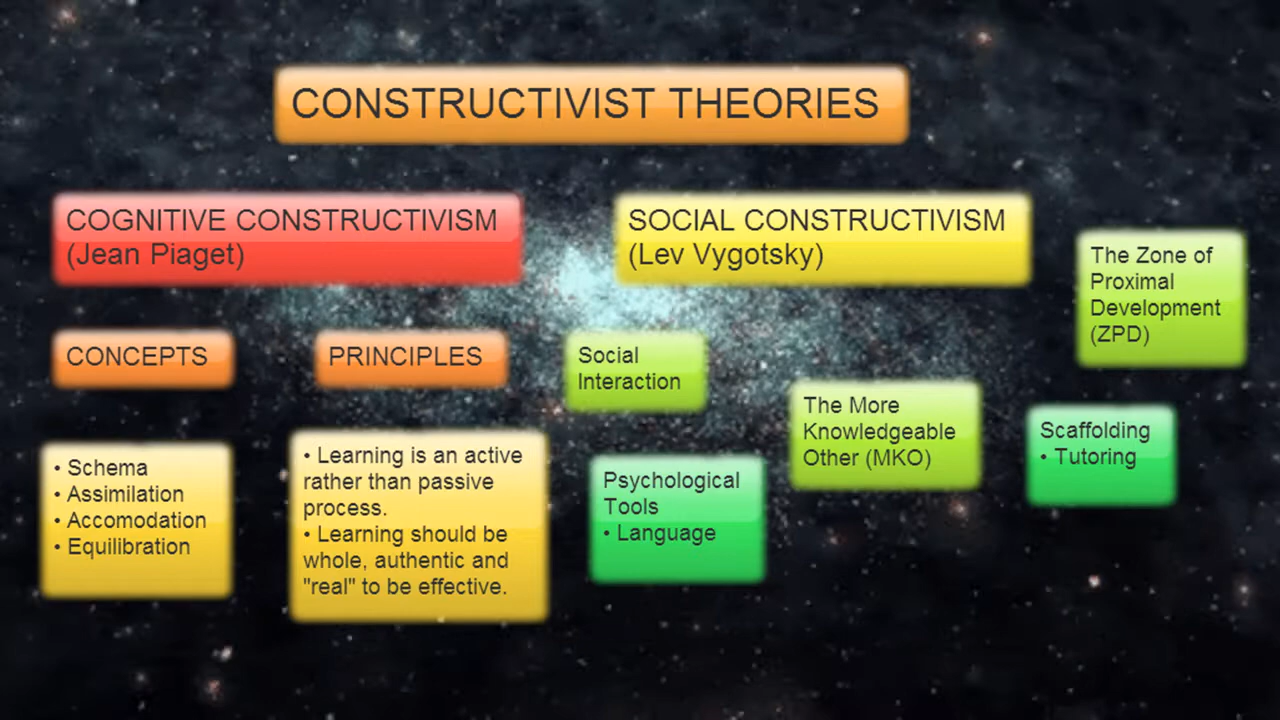 CONSTRUCTIVIST THEORIES
COGNITIVE CONSTRUCTIVISM
(Jean Piaget)
CONCEPTS
• Schema
• Assimilation
• Accomodation
• Equilibration
PRINCIPLES
• Learning is an active
rather than passive
process.
• Learning should be
whole, authentic and
"real" to be effective.
SOCIAL CONSTRUCTIVISM
(Lev Vygotsky)
Social
Interaction
Psychological
Tools
• Language
The More
Knowledgeable
Other (MKO)
The Zone of
Proximal
Development
(ZPD)
Scaffolding
• Tutoring